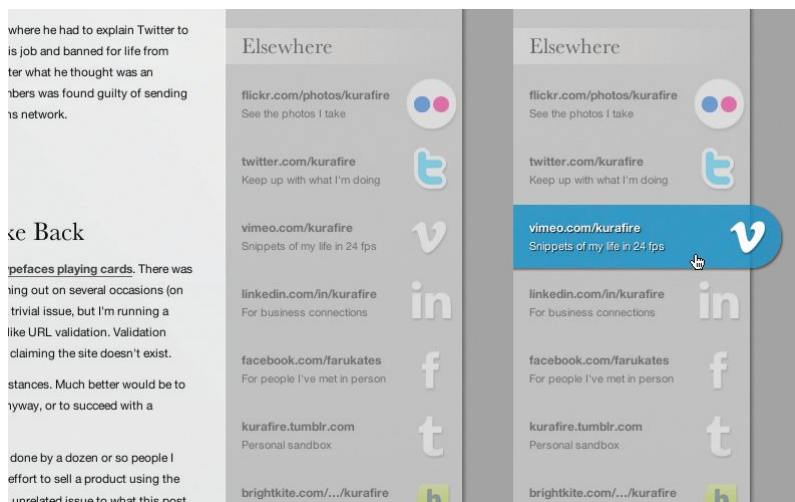 where he had to explain Twitter to
is job and banned for life from
ter what he thought was an
nbers was found guilty of sending
ns network.
ke Back
ypefaces playing cards. There was
ning out on several occasions (on
trivial issue, but I'm running a
like URL validation. Validation
claiming the site doesn't exist.
stances. Much better would be to
nyway, or to succeed with a
done by a dozen or so people I
effort to sell a product using the
unrelated issue to what this post
Elsewhere
flickr.com/photos/kurafire
See the photos I take
twitter.com/kurafire
Keep up with what I'm doing
t
vimeo.com/kurafire
Snippets of my life in 24 fps
v
linkedin.com/in/kurafire
For business connections
in
facebook.com/farukates
For people I've met in person
f
kurafire.tumblr.com
Personal sandbox
t
brightkite.com/.../kurafire
b
Elsewhere
flickr.com/photos/kurafire
See the photos I take
twitter.com/kurafire
Keep up with what I'm doing
t
vimeo.com/kurafire
Snippets of my life in 24 fps
v
linkedin.com/in/kurafire
For business connections
in
facebook.com/farukates
For people I've met in person
f
kurafire.tumblr.com
Personal sandbox
t
brightkite.com/.../kurafire
b